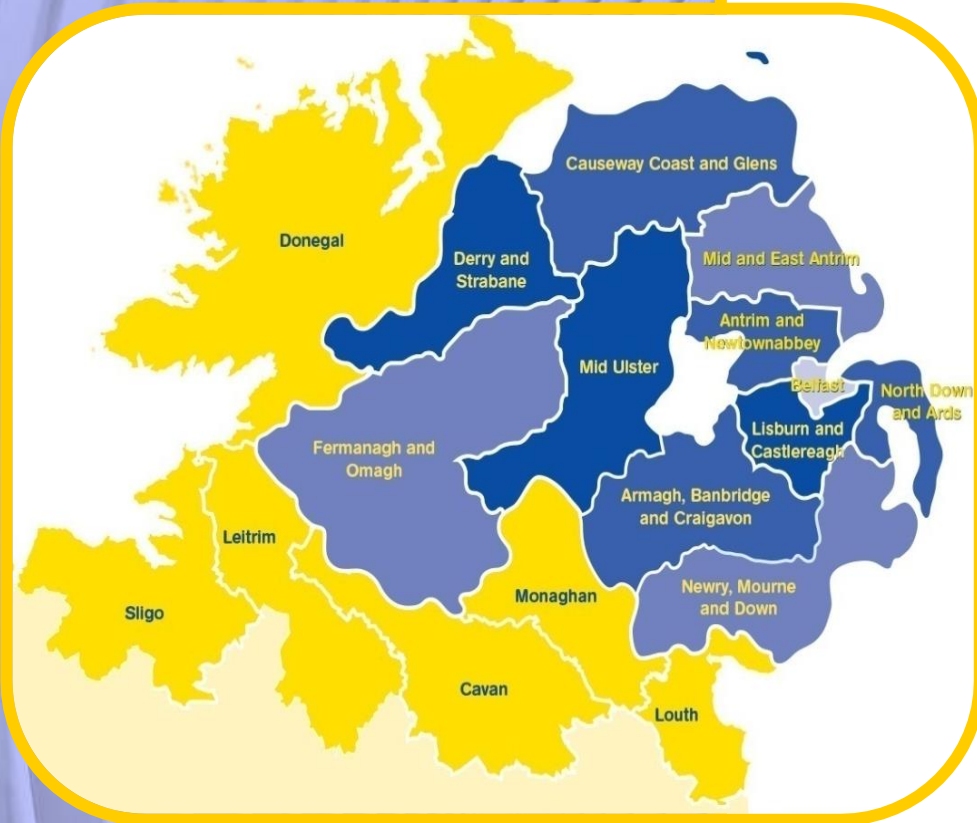 Causeway Coast and Glens
Donegal
Derry and
Strabane
Mid and East Antrim
Antrim and
Newtownabbey
Mid Ulster
Belfast
North Down
and Ards
Lisburn and
Castlereagh
Fermanagh and
Omagh
Armagh, Banbridge
and Craigavon
Leitrim
Monaghan
Newry, Mourne
and Down
Sligo
Cavan
Louth